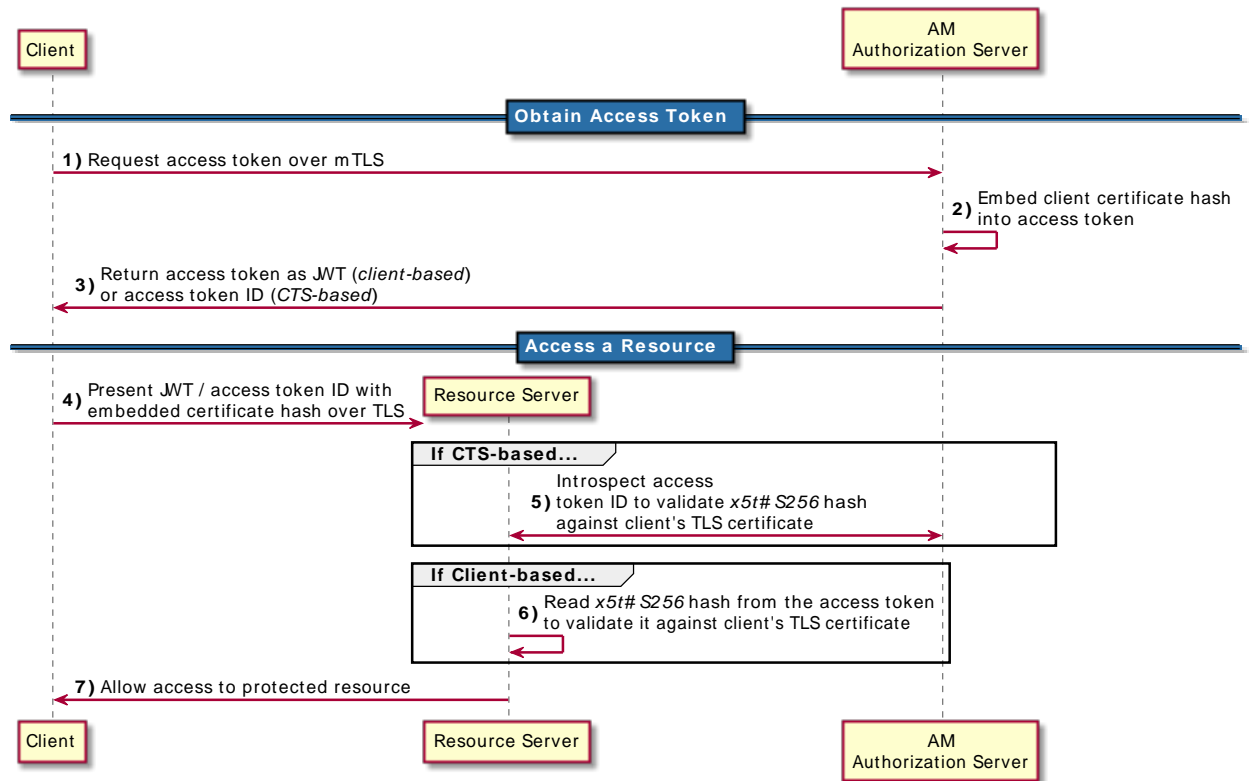 Client
AM
Authorization Server
Obtain Access Token
1) Request access token over mTLS
2) Embed client certificate hash
into access token
3) Return access token as JWT (client-based)
or access token ID (CTS-based)
Access a Resource
4) Present JWT / access token ID with
embedded certificate hash over TLS
Resource Server
If CTS-based...
Introspect access
5) token ID to validate x5t#S256 hash
against client's TLS certificate
If Client-based...
6) Read x5t#S256 hash from the access token
to validate it against client's TLS certificate
7) Allow access to protected resource
Client
Resource Server
AM
Authorization Server